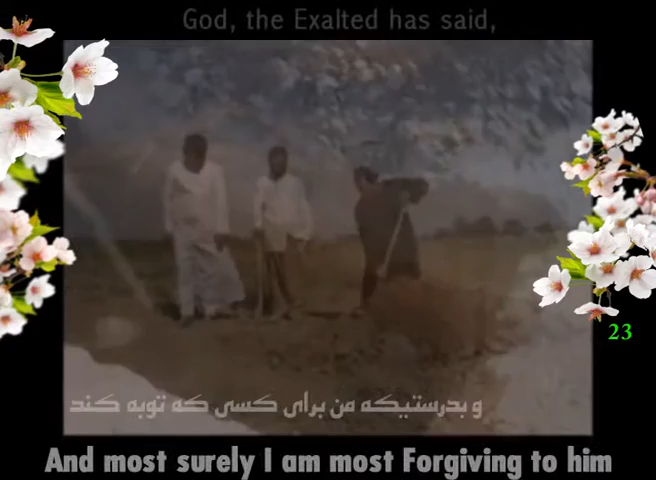 God, the Exalted has said,
23
و بدرستیکه من برای کسی که توبه کند
And most surely I am most Forgiving to him